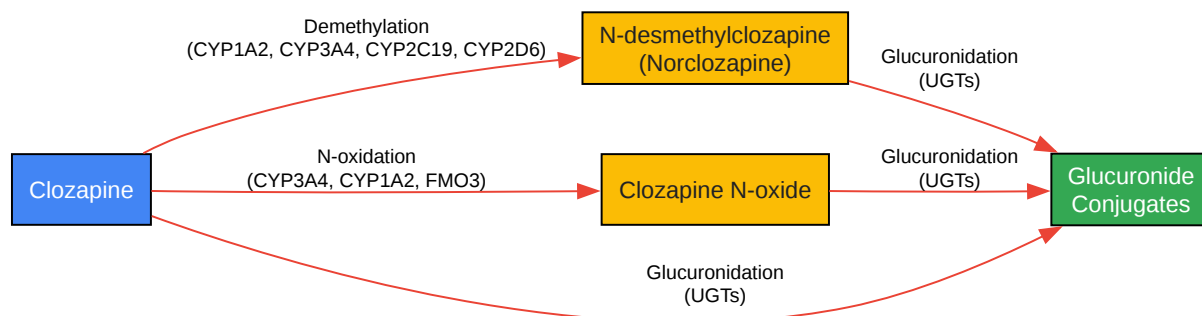 Demethylation
(CYP1A2, CYP3A4, CYP2C19, CYP2D6)
N-desmethylclozapine
(Norclozapine)
Glucuronidation
(UGTs)
Clozapine
N-oxidation
(CYP3A4, CYP1A2, FMO3)
Clozapine N-oxide
Glucuronidation
(UGTs)
Glucuronide
Conjugates
Glucuronidation
(UGTs)